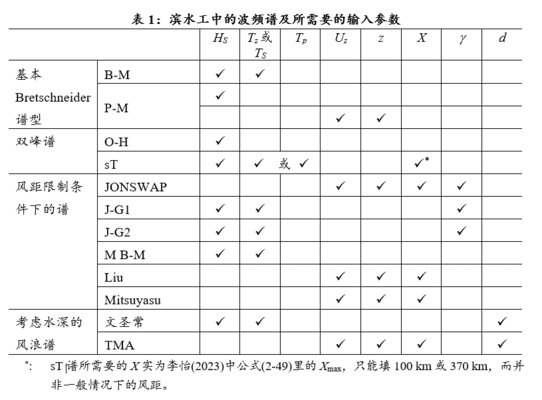 表 1：滨水工中的波频谱及所需要的输入参数
H_S T_z 或 T_S T_p U_z z X γ d
基本 B-M ✓ ✓
Bretschneider P-M ✓
谱型 ✓ ✓
双峰谱 O-H ✓
sT ✓ ✓ 或 ✓ ✓*
风距限制条 JONSWAP ✓ ✓ ✓ ✓
件下的谱 J-G1 ✓ ✓ ✓
J-G2 ✓ ✓ ✓
M B-M ✓ ✓
Liu ✓ ✓ ✓
Mitsuyasu ✓ ✓ ✓
考虑水深的 文圣常 ✓ ✓ ✓
风浪谱 TMA ✓ ✓ ✓ ✓
*: sT 谱所需要的 X 实为李怡(2023)中公式(2-49)里的 X_max，只能填 100 km 或 370 km，而并
非一般情况下的风距。